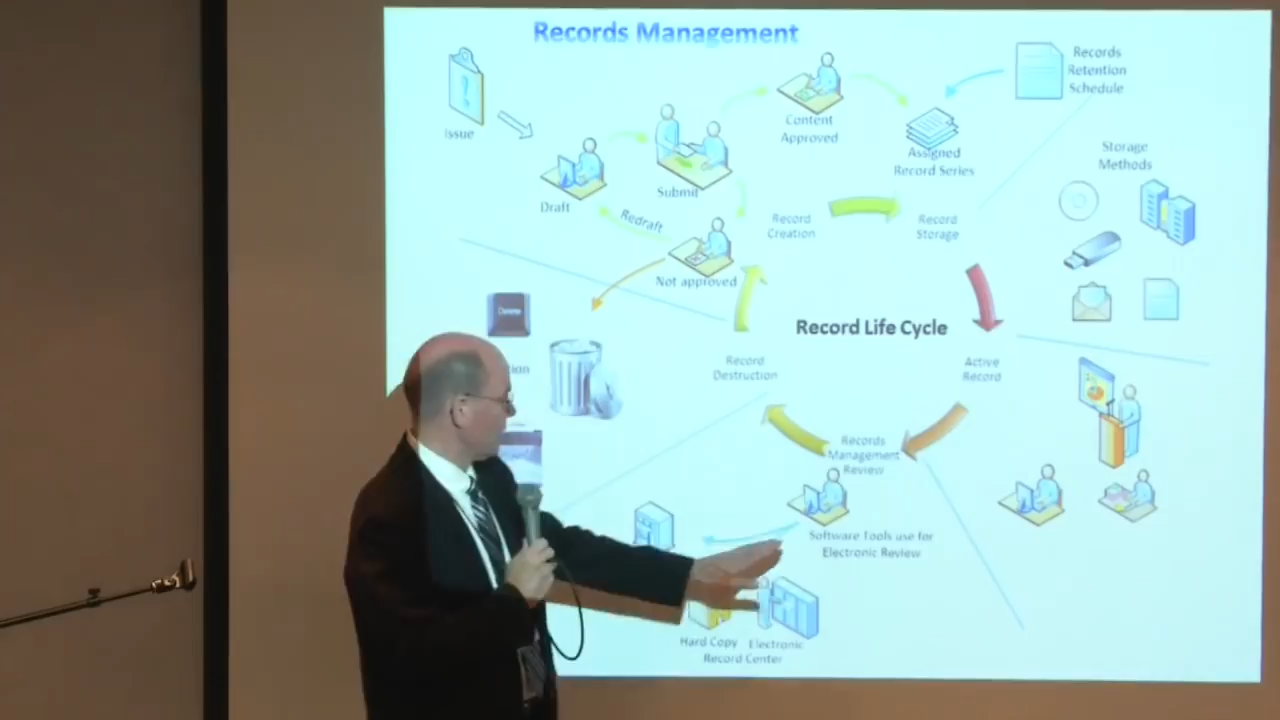 Records Management
Issue
Draft
Submit
Redraft
Not approved
Content
Approved
Assigned
Record Series
Records
Retention
Schedule
Storage
Methods
Record
Creation
Record
Storage
Record Life Cycle
Active
Record
Records
Management
Review
Record
Destruction
Software Tools use for
Electronic Review
Hard Copy Electronic
Record Center